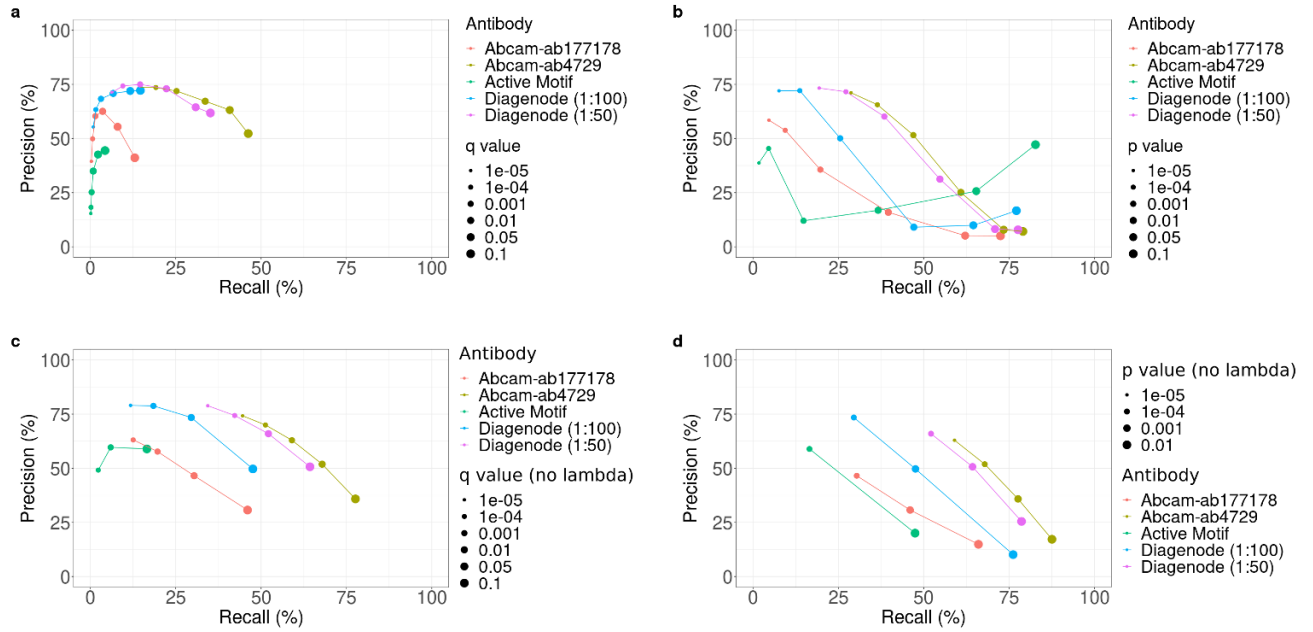 a
100
75
50
25
0
Precision (%)
0 25 50 75 100
Recall (%)
Antibody
Abcam-ab177178
Abcam-ab4729
Active Motif
Diagenode (1:100)
Diagenode (1:50)
q value
1e-05
1e-04
0.001
0.01
0.05
0.1
b
100
75
50
25
0
Precision (%)
0 25 50 75 100
Recall (%)
Antibody
Abcam-ab177178
Abcam-ab4729
Active Motif
Diagenode (1:100)
Diagenode (1:50)
p value
1e-05
1e-04
0.001
0.01
0.05
0.1
c
100
75
50
25
0
Precision (%)
0 25 50 75 100
Recall (%)
Antibody
Abcam-ab177178
Abcam-ab4729
Active Motif
Diagenode (1:100)
Diagenode (1:50)
q value (no lambda)
1e-05
1e-04
0.001
0.01
0.05
0.1
d
100
75
50
25
0
Precision (%)
0 25 50 75 100
Recall (%)
p value (no lambda)
1e-05
1e-04
0.001
0.01
Antibody
Abcam-ab177178
Abcam-ab4729
Active Motif
Diagenode (1:100)
Diagenode (1:50)